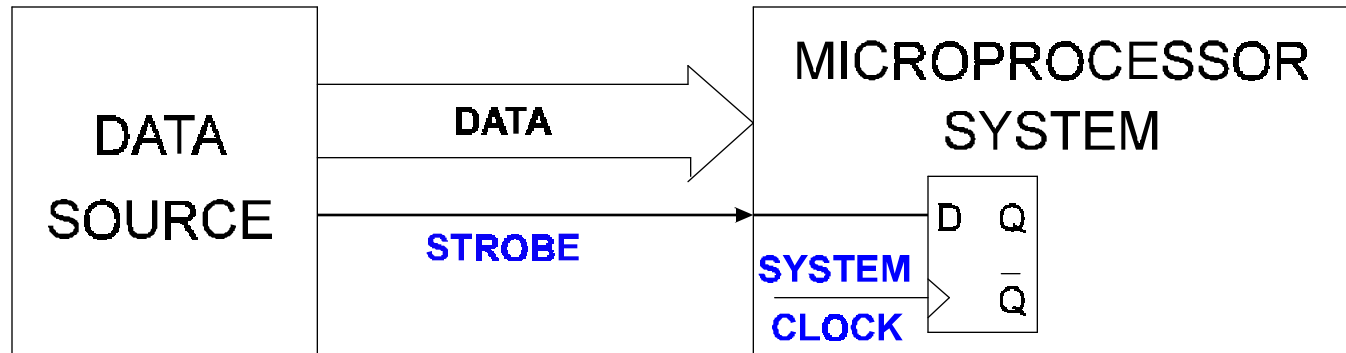 DATA
SOURCE
DATA
STROBE
MICROPROCESSOR
SYSTEM
D Q
SYSTEM
Q̅
CLOCK